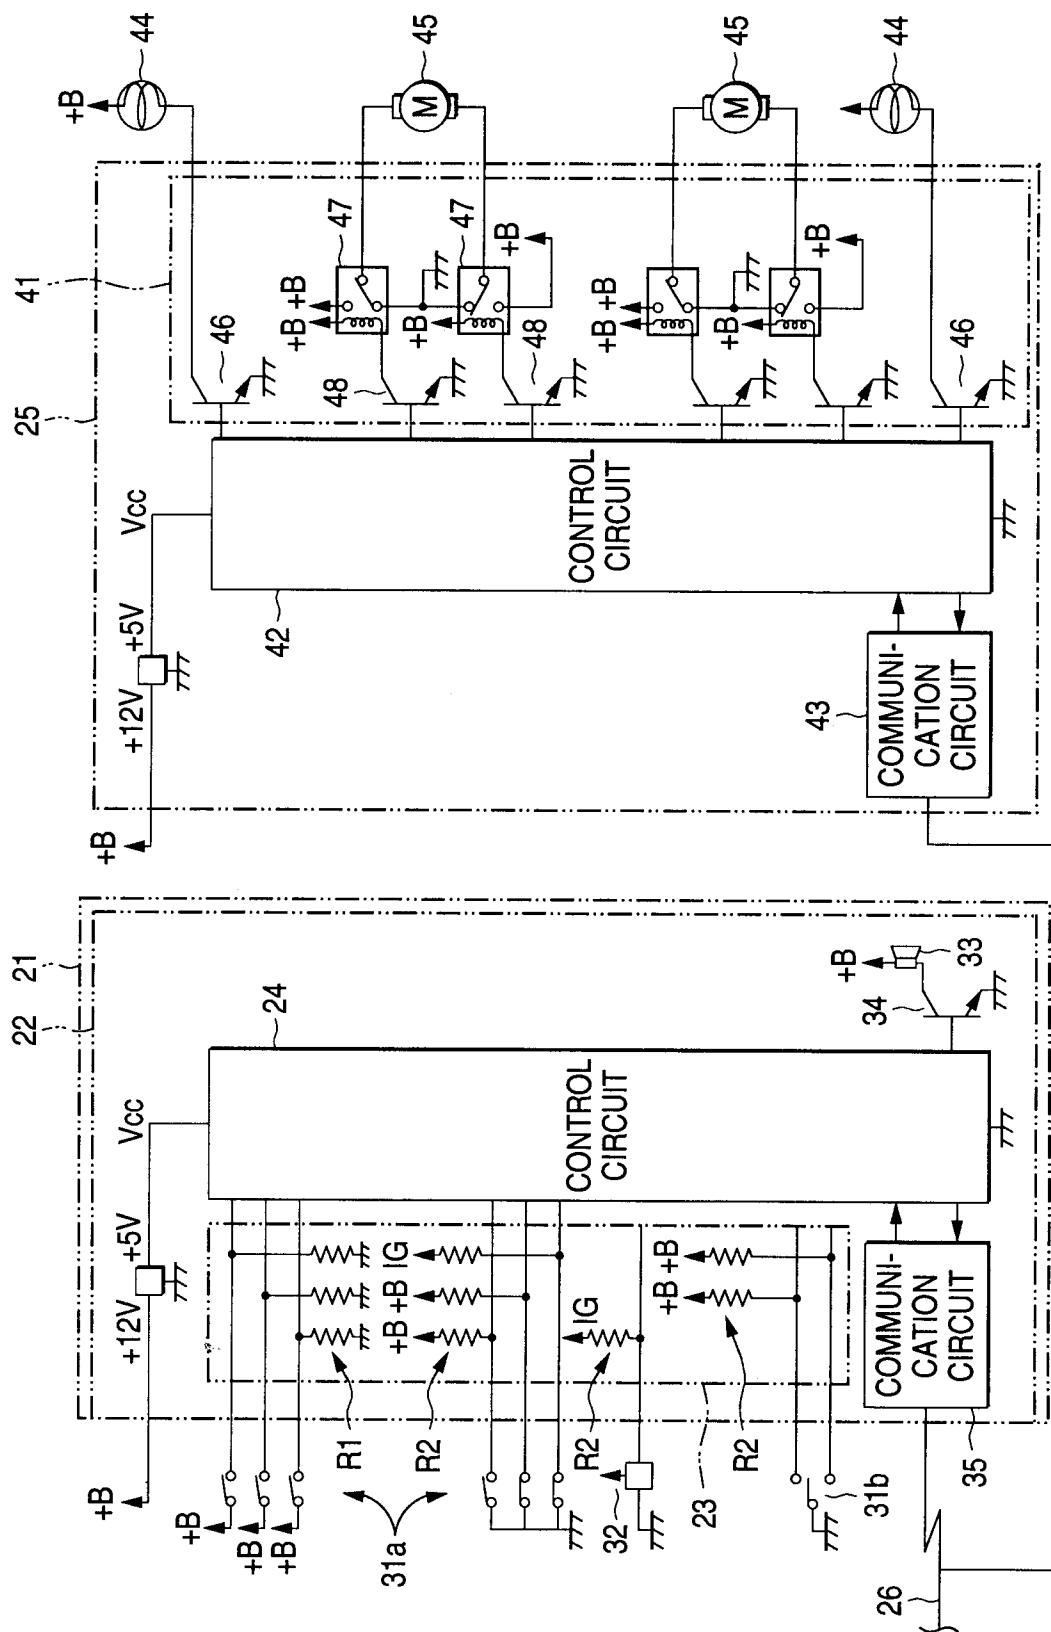 21
22
+B
+12V
+5V
Vcc
24
CONTROL
CIRCUIT
+B
+B
+B
31a
R1
R2
+B
+B
IG
IG
R2
32
23
+B
+B
R2
31b
COMMUNI-
CATION
CIRCUIT
35
26
+B
33
34
25
41
+B
+12V
+5V
Vcc
42
CONTROL
CIRCUIT
COMMUNI-
CATION
CIRCUIT
43
46
48
+B
+B
47
+B
47
+B
48
+B
+B
+B
+B
46
+B
44
M
45
M
45
44